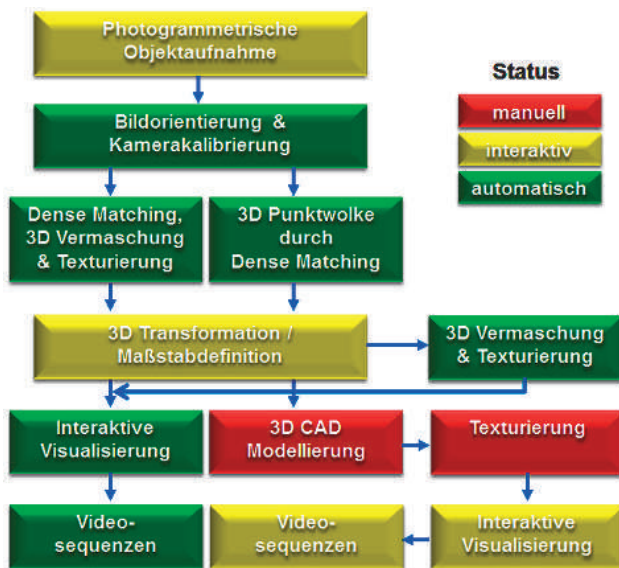 Photogrammetrische
Objektaufnahme
Status
manuell
interaktiv
automatisch
Bildorientierung &
Kamerakalibrierung
Dense Matching,
3D Vermaschung
& Texturierung
3D Punktwolke
durch
Dense Matching
3D Transformation /
Maßstabdefinition
3D Vermaschung
& Texturierung
Interaktive
Visualisierung
3D CAD
Modellierung
Texturierung
Video-
sequenzen
Video-
sequenzen
Interaktive
Visualisierung